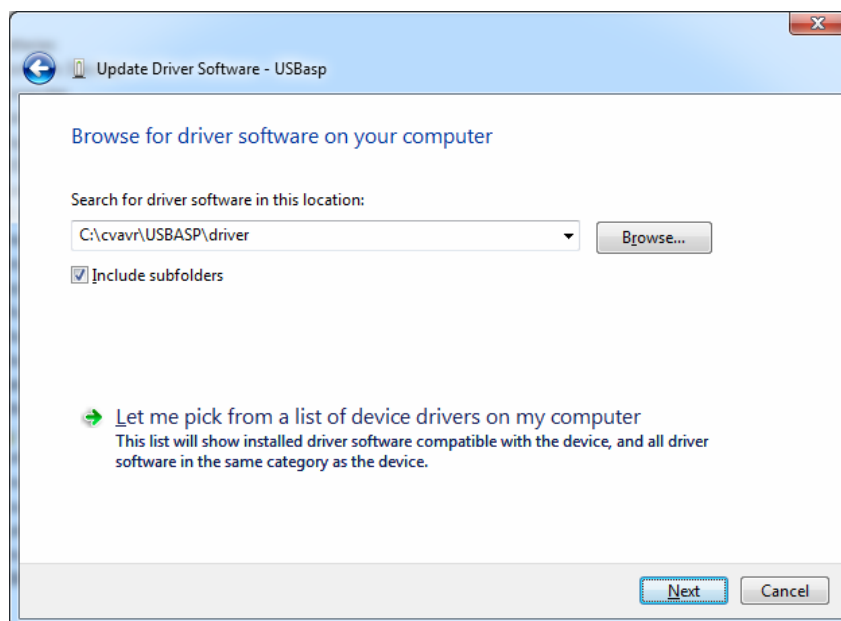 Update Driver Software - USBasp
Browse for driver software on your computer
Search for driver software in this location:
C:\cvavr\USBASP\driver
Browse...
Include subfolders
Let me pick from a list of device drivers on my computer
This list will show installed driver software compatible with the device, and all driver
software in the same category as the device.
Next
Cancel